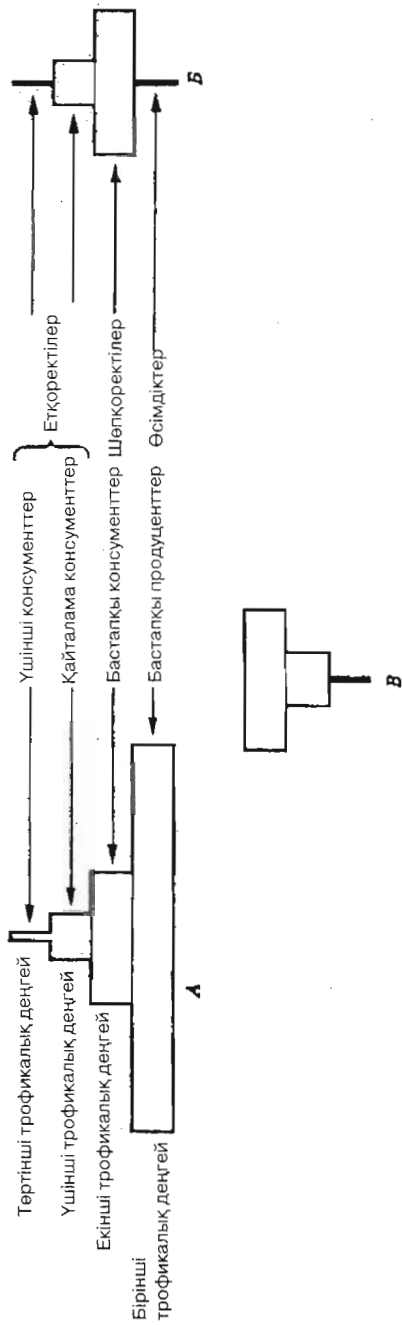 Төртінші трофикалық деңгей
Үшінші трофикалық деңгей
Екінші трофикалық деңгей
Бірінші
трофикалық деңгей
Үшінші консументтер
Қайталама консументтер
Етқоректілер
Бастапқы консументтер Шөпқоректілер
Бастапқы продуценттер Өсімдіктер
А
Б
В